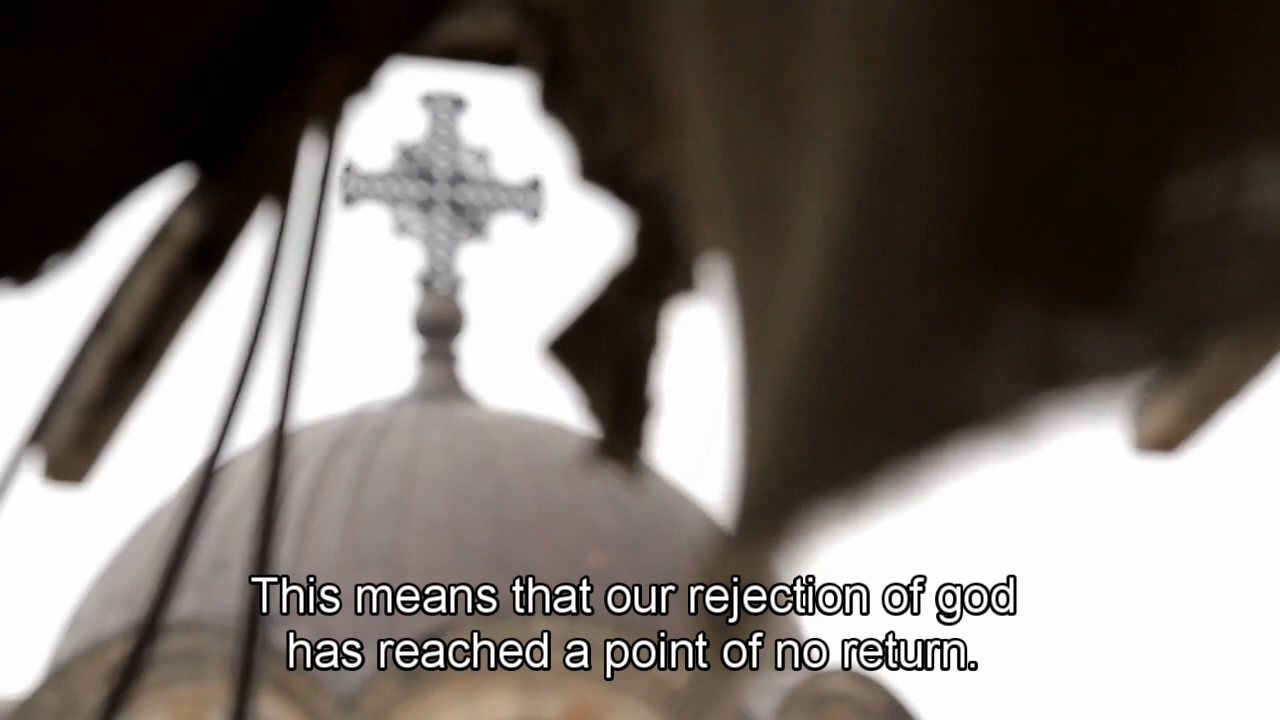 This means that our rejection of god
has reached a point of no return.